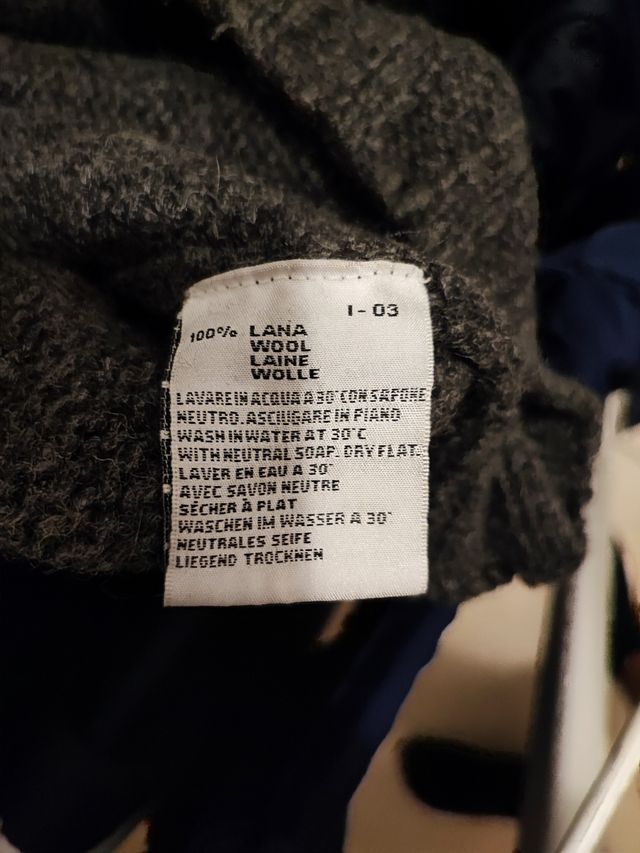 I-03
100% LANA
WOOL
LAINE
WOLLE
LAVARE IN ACQUA A 30° CON SAPONE
NEUTRO. ASCIUGARE IN PIANO
WASH IN WATER AT 30°C
WITH NEUTRAL SOAP. DRY FLAT.
LAVER EN EAU A 30°
AVEC SAVON NEUTRE
SÉCHER À PLAT
WASCHEN IM WASSER A 30°
NEUTRALES SEIFE
LIEGEND TROCKNEN